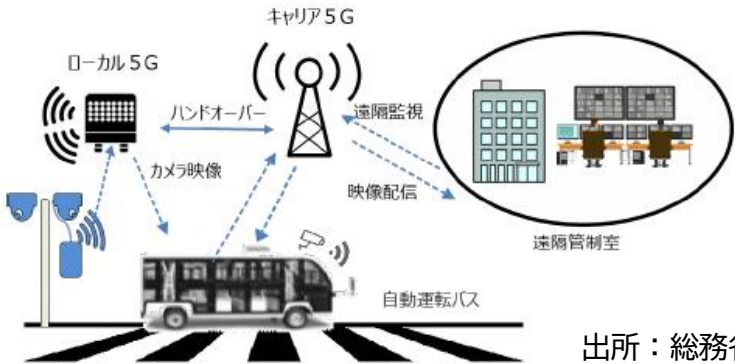 キャリア5G
ローカル5G
ハンドオーバー
遠隔監視
カメラ映像
映像配信
遠隔管制室
自動運転バス
出所：総務